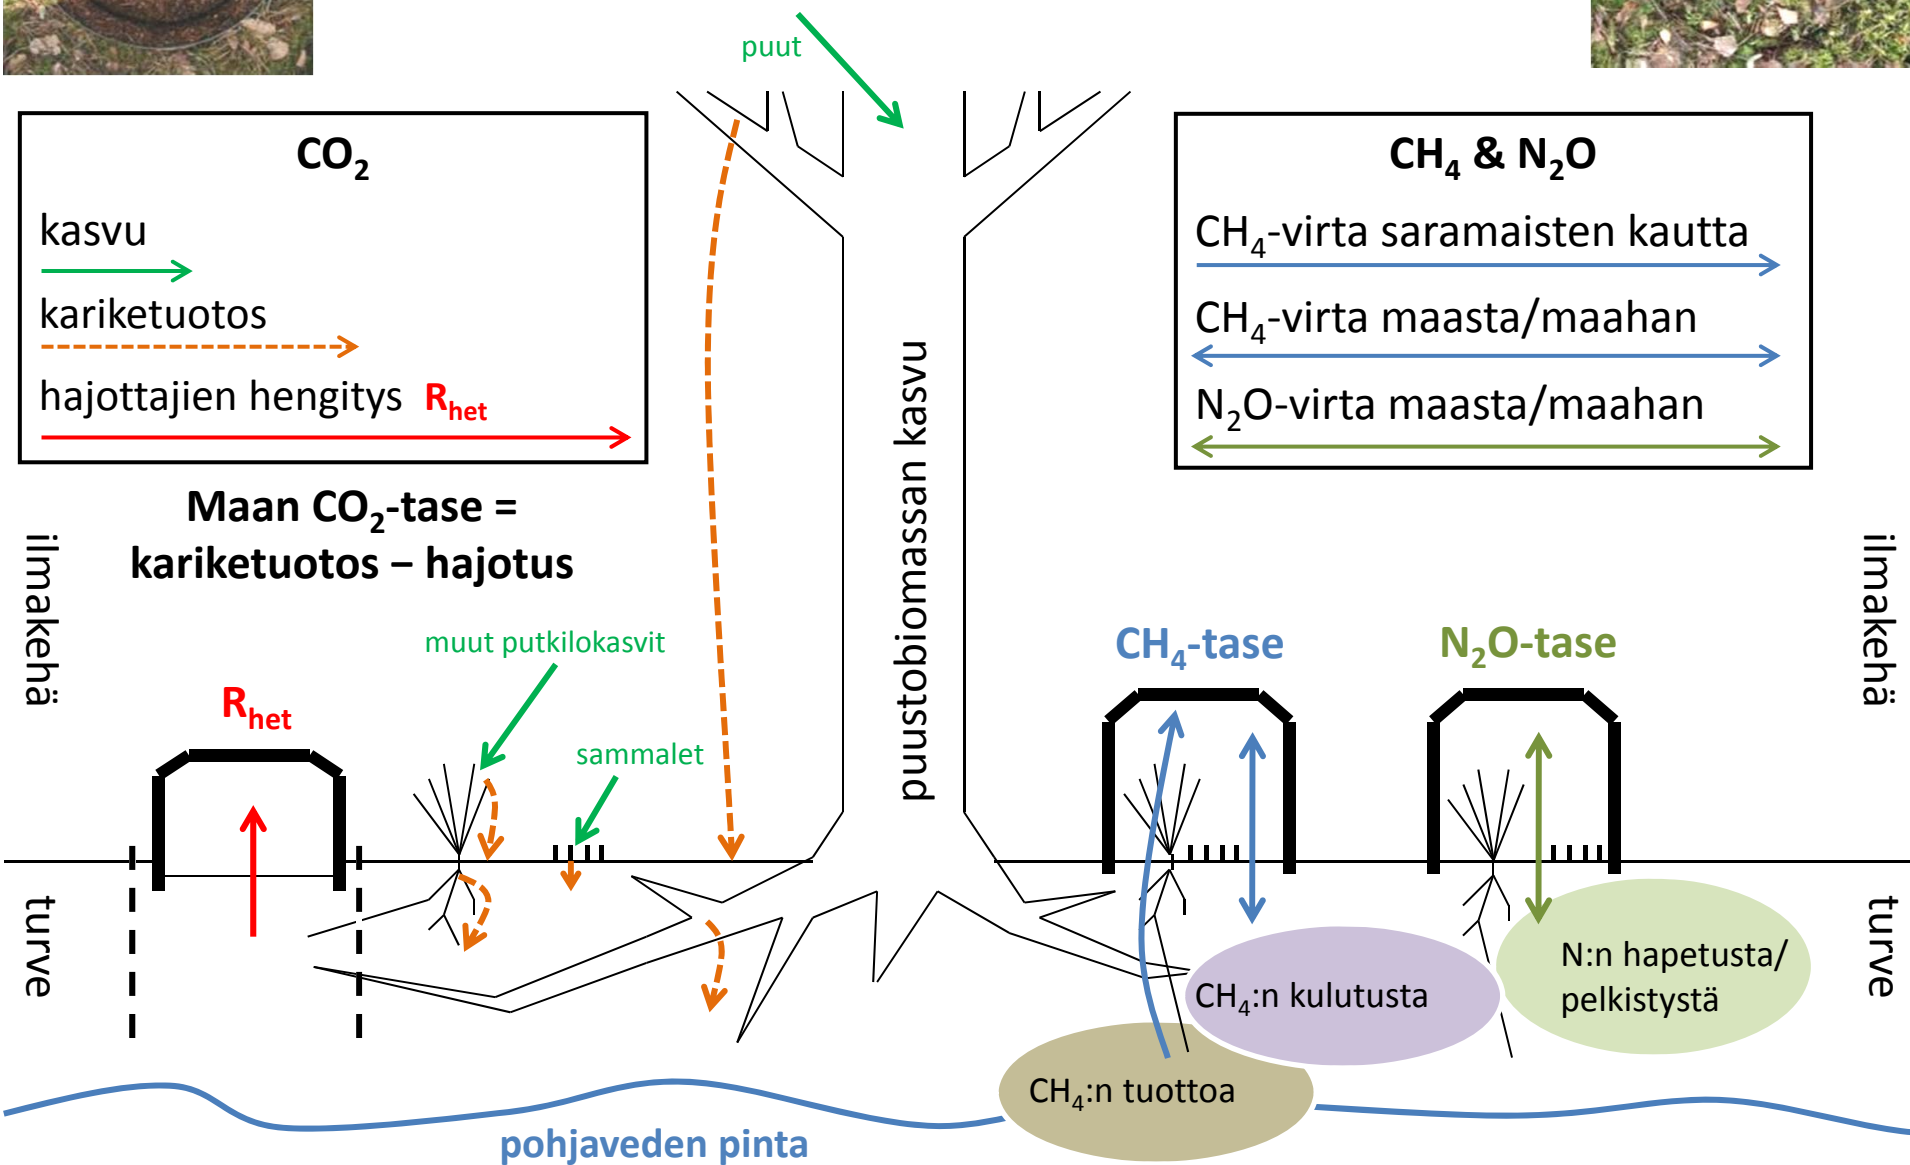 puut
CO₂
kasvu
kariketuotos
hajottajien hengitys R_het
Maan CO₂-tase =
kariketuotos – hajotus
ilmakehä
muut putkilokasvit
R_het
sammalet
turve
puustobiomassan kasvu
CH₄ & N₂O
CH₄-virta saramaisten kautta
CH₄-virta maasta/maahan
N₂O-virta maasta/maahan
ilmakehä
CH₄-tase
N₂O-tase
N:n hapetusta/
pelkistystä
CH₄:n kulutusta
CH₄:n tuottoa
turve
pohjaveden pinta